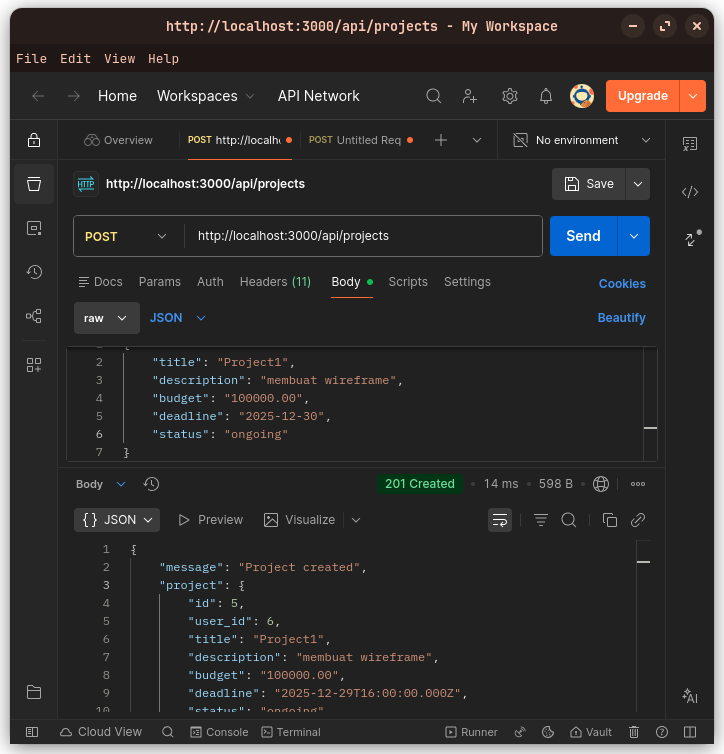 http://localhost:3000/api/projects - My Workspace
File Edit View Help
Home Workspaces API Network Upgrade
Overview POST http://localh POST Untitled Req No environment
HTTP http://localhost:3000/api/projects Save
POST http://localhost:3000/api/projects Send
Docs Params Auth Headers (11) Body Scripts Settings Cookies
raw JSON Beautify
2 "title": "Project1",
3 "description": "membuat wireframe",
4 "budget": "100000.00",
5 "deadline": "2025-12-30",
6 "status": "ongoing"
7 }
Body 201 Created 14 ms 598 B
{} JSON Preview Visualize
1 {
2 "message": "Project created",
3 "project": {
4 "id": 5,
5 "user_id": 6,
6 "title": "Project1",
7 "description": "membuat wireframe",
8 "budget": "100000.00",
9 "deadline": "2025-12-29T16:00:00.000Z",
10 "status": "ongoing"
AI
Cloud View Console Terminal Runner Vault